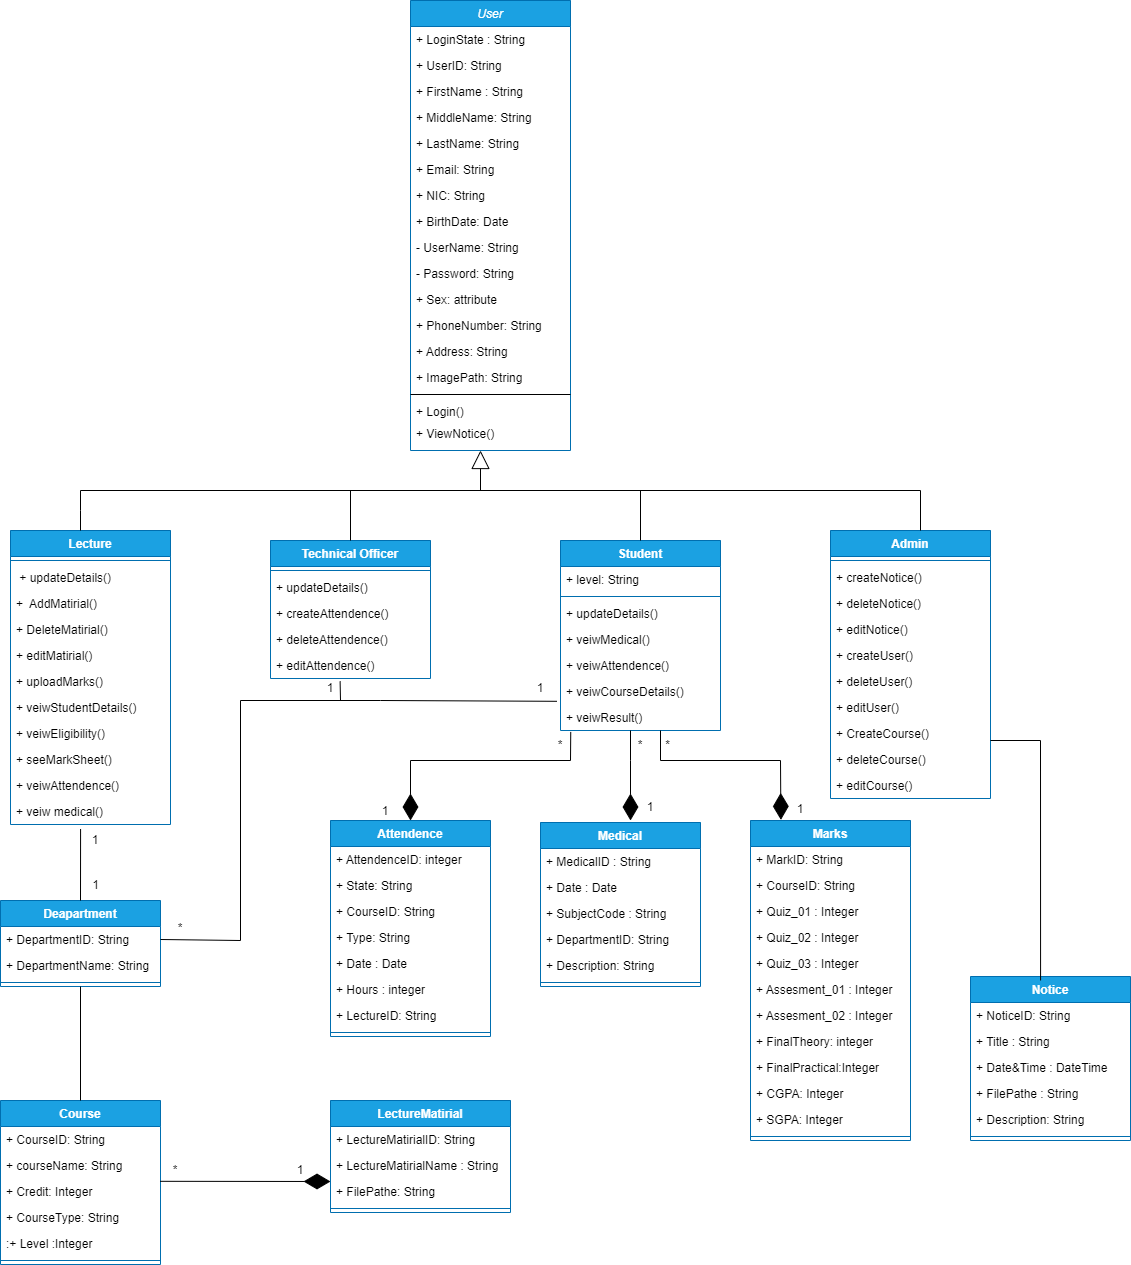 User
+ LoginState : String
+ UserID: String
+ FirstName : String
+ MiddleName: String
+ LastName: String
+ Email: String
+ NIC: String
+ BirthDate: Date
- UserName: String
- Password: String
+ Sex: attribute
+ PhoneNumber: String
+ Address: String
+ ImagePath: String
+ Login()
+ ViewNotice()
Lecture
+ updateDetails()
+ AddMatirial()
+ DeleteMatirial()
+ editMatirial()
+ uploadMarks()
+ veiwStudentDetails()
+ veiwEligibility()
+ seeMarkSheet()
+ veiwAttendence()
+ veiw medical()
Technical Officer
+ updateDetails()
+ createAttendence()
+ deleteAttendence()
+ editAttendence()
Student
+ level: String
+ updateDetails()
+ veiwMedical()
+ veiwAttendence()
+ veiwCourseDetails()
+ veiwResult()
Admin
+ createNotice()
+ deleteNotice()
+ editNotice()
+ createUser()
+ deleteUser()
+ editUser()
+ CreateCourse()
+ deleteCourse()
+ editCourse()
1
1
*
*
*
1
1
1
1
1
*
Deapartment
+ DepartmentID: String
+ DepartmentName: String
Attendence
+ AttendenceID: integer
+ State: String
+ CourseID: String
+ Type: String
+ Date : Date
+ Hours : integer
+ LectureID: String
Medical
+ MedicalID : String
+ Date : Date
+ SubjectCode : String
+ DepartmentID: String
+ Description: String
Marks
+ MarkID: String
+ CourseID: String
+ Quiz_01 : Integer
+ Quiz_02 : Integer
+ Quiz_03 : Integer
+ Assesment_01 : Integer
+ Assesment_02 : Integer
+ FinalTheory: integer
+ FinalPractical:Integer
+ CGPA: Integer
+ SGPA: Integer
Notice
+ NoticeID: String
+ Title : String
+ Date&Time : DateTime
+ FilePathe : String
+ Description: String
Course
+ CourseID: String
+ courseName: String
+ Credit: Integer
+ CourseType: String
:+ Level :Integer
*
1
LectureMatirial
+ LectureMatirialID: String
+ LectureMatirialName : String
+ FilePathe: String